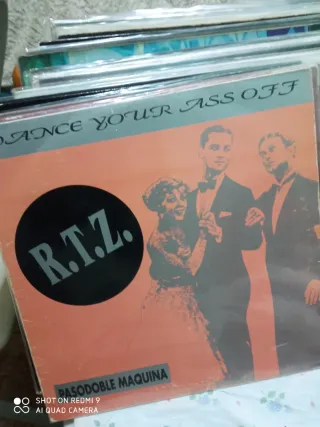 DANCE YOUR ASS OFF
R.T.Z.
PASODOBLE MAQUINA
SHOT ON REDMI 9
AI QUAD CAMERA